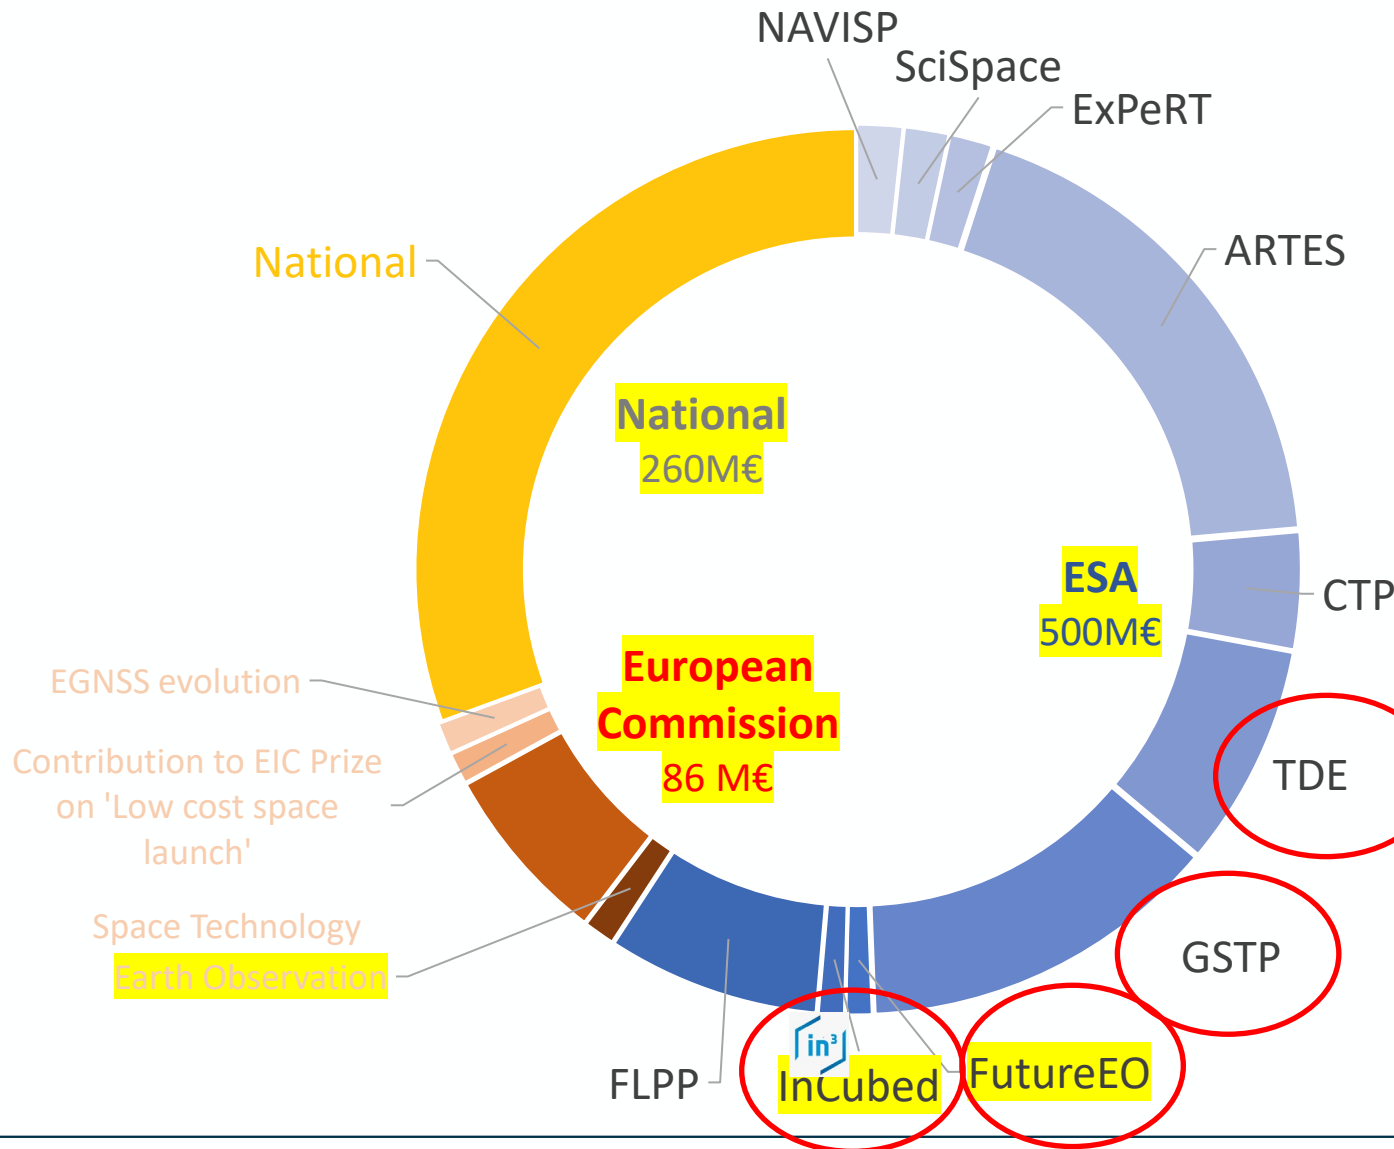 NAVISP
SciSpace
ExPeRT
ARTES
National
National
260M€
ESA
500M€
CTP
European
Commission
86 M€
EGNSS evolution
Contribution to EIC Prize
on 'Low cost space
launch'
TDE
Space Technology
Earth Observation
GSTP
in³
InCubed
FutureEO
FLPP